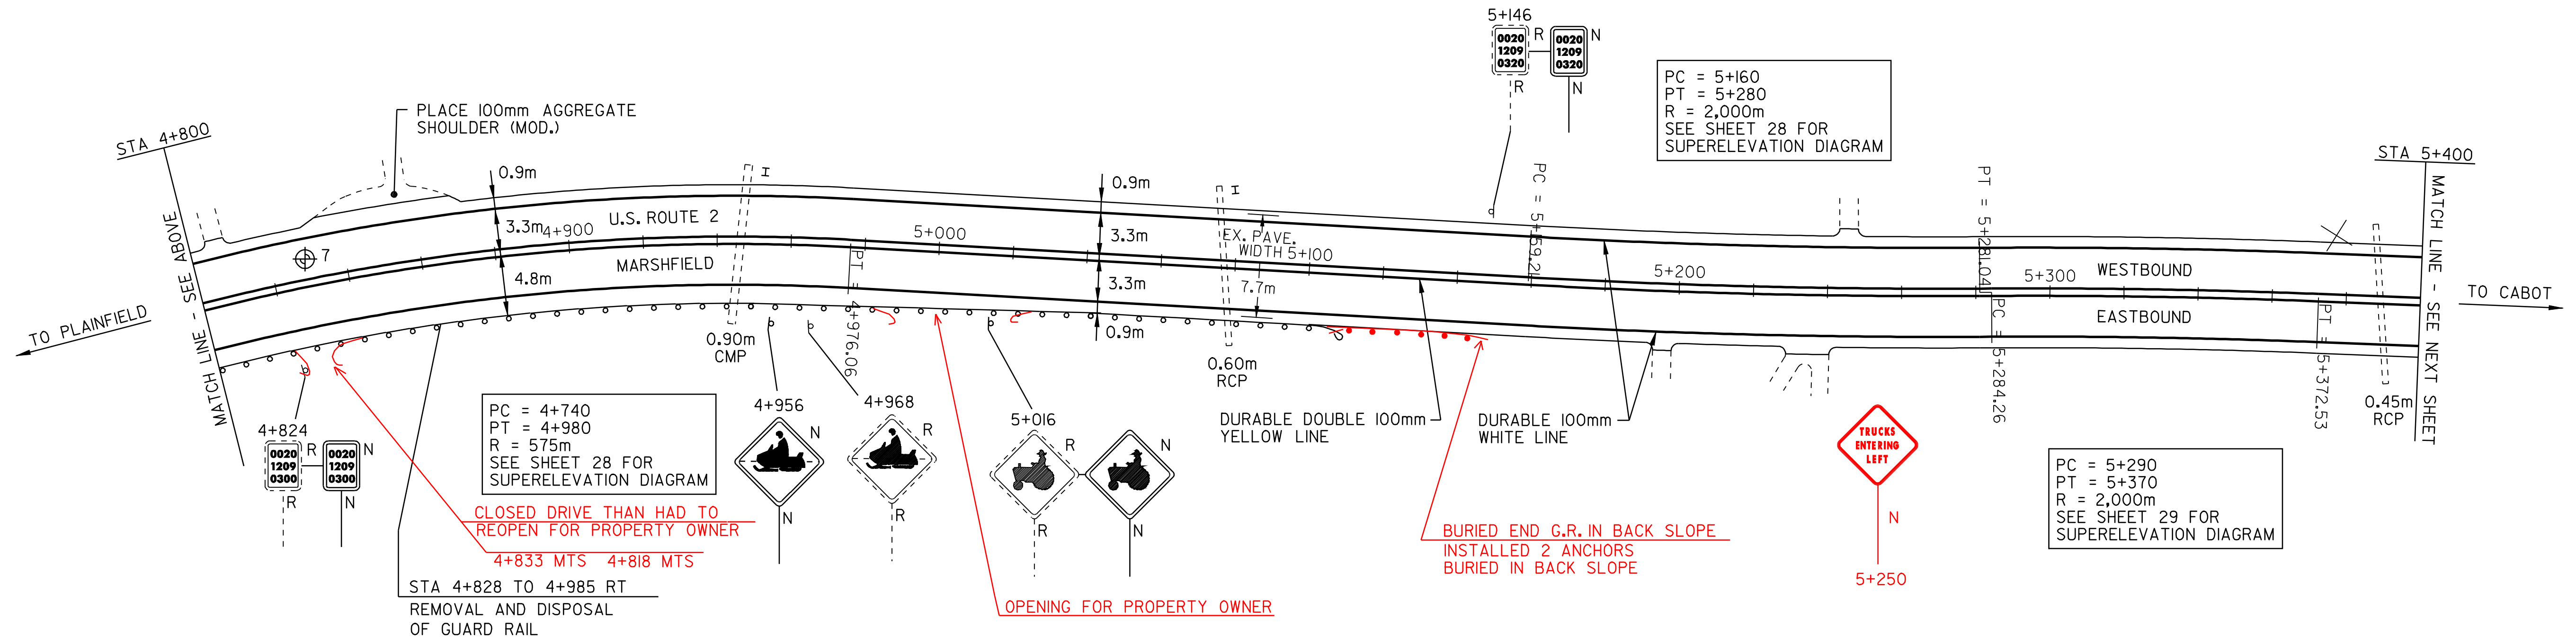 STA 4+800
MATCH LINE - SEE ABOVE
TO PLAINFIELD
PLACE 100mm AGGREGATE
SHOULDER (MOD.)
0.9m
3.3m
4.8m
7
4+900
U.S. ROUTE 2
MARSHFIELD
H
0.90m
CMP
PT = 4+976.06
5+000
0.9m
3.3m
3.3m
0.9m
H
EX. PAVE.
WIDTH
5+100
7.7m
0.60m
RCP
5+146
0020
1209
0320
R
R
0020
1209
0320
N
N
PC = 5+160
PT = 5+280
R = 2,000m
SEE SHEET 28 FOR
SUPERELEVATION DIAGRAM
PC = 5+159.21
5+200
PT = 5+281.04
PC = 5+284.26
5+300
WESTBOUND
EASTBOUND
PT = 5+372.53
0.45m
RCP
STA 5+400
MATCH LINE - SEE NEXT SHEET
TO CABOT
4+824
0020
1209
0300
R
R
0020
1209
0300
N
N
PC = 4+740
PT = 4+980
R = 575m
SEE SHEET 28 FOR
SUPERELEVATION DIAGRAM
CLOSED DRIVE THAN HAD TO
REOPEN FOR PROPERTY OWNER
4+833 MTS 4+818 MTS
STA 4+828 TO 4+985 RT
REMOVAL AND DISPOSAL
OF GUARD RAIL
4+956
N
N
4+968
R
R
5+016
R
R
N
N
OPENING FOR PROPERTY OWNER
DURABLE DOUBLE 100mm
YELLOW LINE
DURABLE 100mm
WHITE LINE
BURIED END G.R. IN BACK SLOPE
INSTALLED 2 ANCHORS
BURIED IN BACK SLOPE
TRUCKS
ENTERING
LEFT
N
5+250
PC = 5+290
PT = 5+370
R = 2,000m
SEE SHEET 29 FOR
SUPERELEVATION DIAGRAM